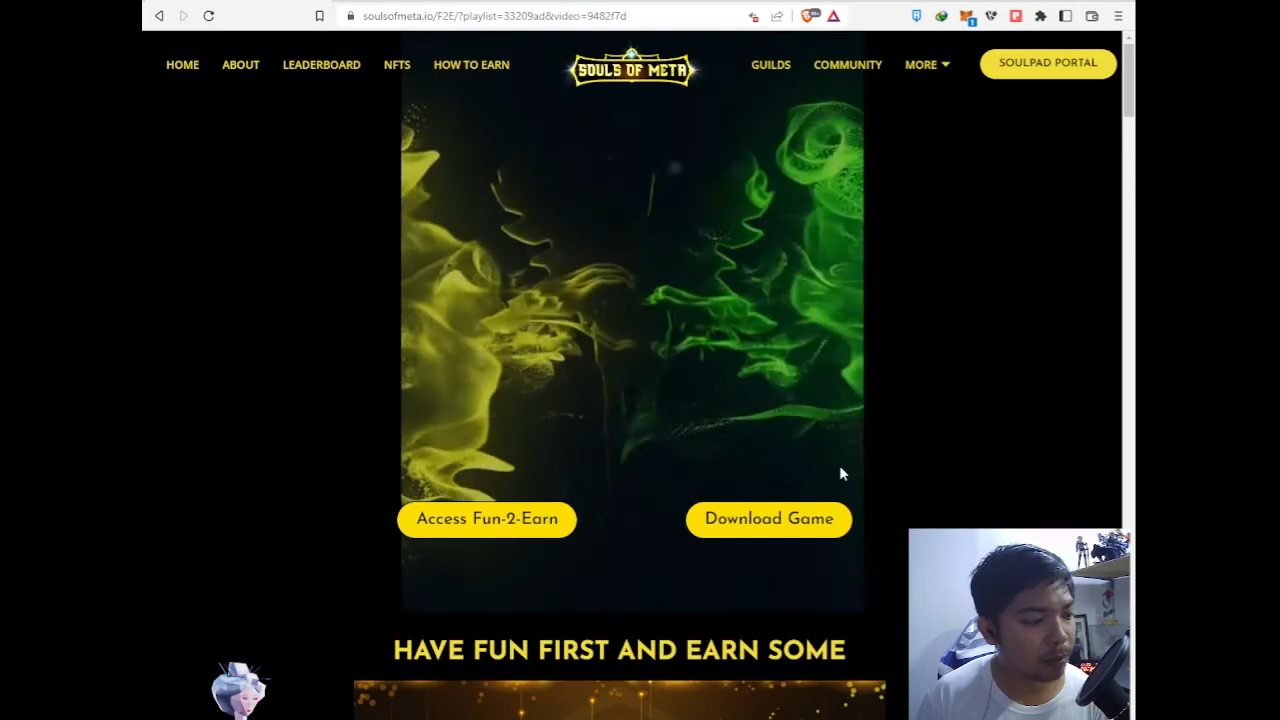 soulsofmeta.io/F2E/?playlist=33209ad&video=9482f7d
HOME ABOUT LEADERBOARD NFTS HOW TO EARN SOULS OF META GUILDS COMMUNITY MORE SOULPAD PORTAL
Access Fun-2-Earn Download Game
HAVE FUN FIRST AND EARN SOME